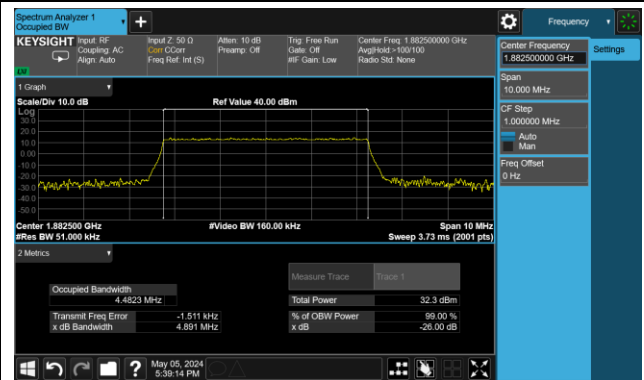 Spectrum Analyzer 1
Occupied BW
Frequency
KEYSIGHT
Input: RF
Coupling: AC
Align: Auto
Input Z: 50 Ω
Corr CCorr
Freq Ref: Int (S)
Atten: 10 dB
Preamp: Off
Trig: Free Run
Gate: Off
#IF Gain: Low
Center Freq: 1.882500000 GHz
Avg|Hold:>100/100
Radio Std: None
Center Frequency
1.882500000 GHz
Settings
Span
10.000 MHz
CF Step
1.000000 MHz
Auto
Man
Freq Offset
0 Hz
1 Graph
Scale/Div 10.0 dB
Ref Value 40.00 dBm
Log
30.0
20.0
10.0
0.00
-10.0
-20.0
-30.0
-40.0
-50.0
Center 1.882500 GHz
#Video BW 160.00 kHz
Span 10 MHz
#Res BW 51.000 kHz
Sweep 3.73 ms (2001 pts)
2 Metrics
Measure Trace
Trace 1
Occupied Bandwidth
4.4823 MHz
Total Power
32.3 dBm
Transmit Freq Error
-1.511 kHz
% of OBW Power
99.00 %
x dB Bandwidth
4.891 MHz
x dB
-26.00 dB
May 05, 2024
5:39:14 PM